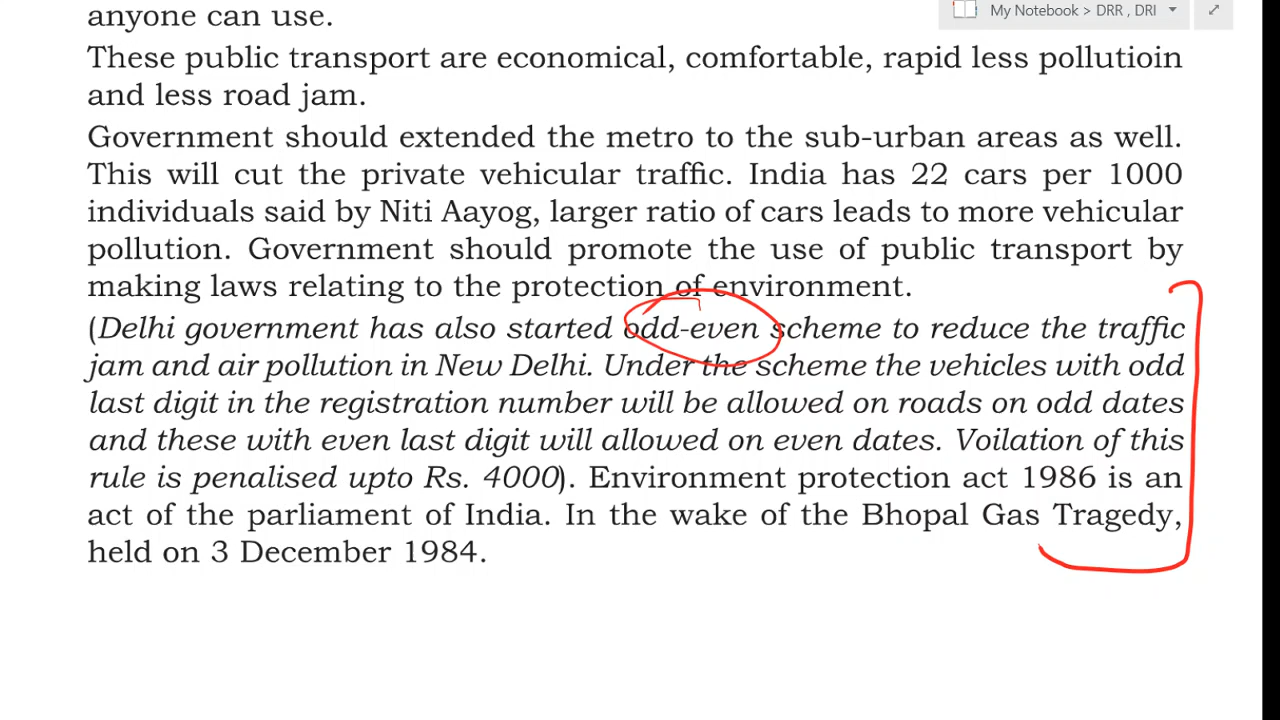 anyone can use.
My Notebook > DRR , DRI
These public transport are economical, comfortable, rapid less pollutioin
and less road jam.
Government should extended the metro to the sub-urban areas as well.
This will cut the private vehicular traffic. India has 22 cars per 1000
individuals said by Niti Aayog, larger ratio of cars leads to more vehicular
pollution. Government should promote the use of public transport by
making laws relating to the protection of environment.
(Delhi government has also started odd-even scheme to reduce the traffic
jam and air pollution in New Delhi. Under the scheme the vehicles with odd
last digit in the registration number will be allowed on roads on odd dates
and these with even last digit will allowed on even dates. Voilation of this
rule is penalised upto Rs. 4000). Environment protection act 1986 is an
act of the parliament of India. In the wake of the Bhopal Gas Tragedy,
held on 3 December 1984.